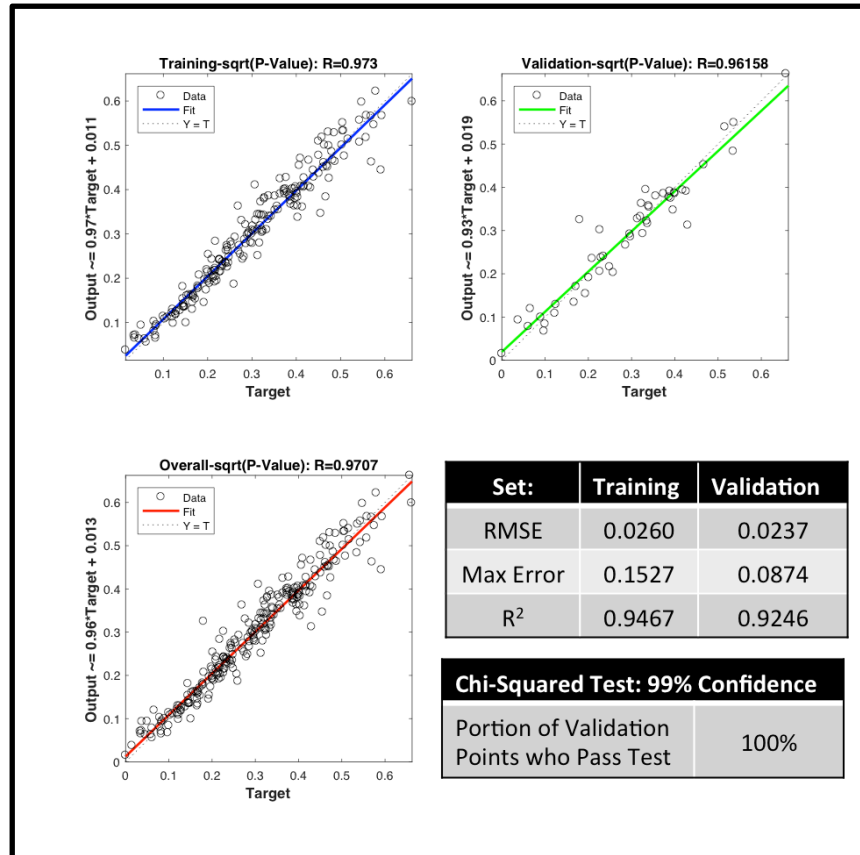 Training-sqrt(P-Value): R=0.973
Output ~= 0.97*Target + 0.011
0.6
0.5
0.4
0.3
0.2
0.1
Data
Fit
Y = T
0.1 0.2 0.3 0.4 0.5 0.6
Target
Validation-sqrt(P-Value): R=0.96158
Output ~= 0.93*Target + 0.019
0.6
0.5
0.4
0.3
0.2
0.1
0
Data
Fit
Y = T
0 0.1 0.2 0.3 0.4 0.5 0.6
Target
Overall-sqrt(P-Value): R=0.9707
Output ~= 0.96*Target + 0.013
0.6
0.5
0.4
0.3
0.2
0.1
0
Data
Fit
Y = T
0 0.1 0.2 0.3 0.4 0.5 0.6
Target
Set: Training Validation
RMSE 0.0260 0.0237
Max Error 0.1527 0.0874
R² 0.9467 0.9246
Chi-Squared Test: 99% Confidence
Portion of Validation
Points who Pass Test
100%